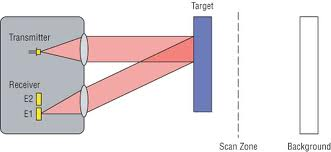 Target
Transmitter
Receiver
E2
E1
Scan Zone
Background